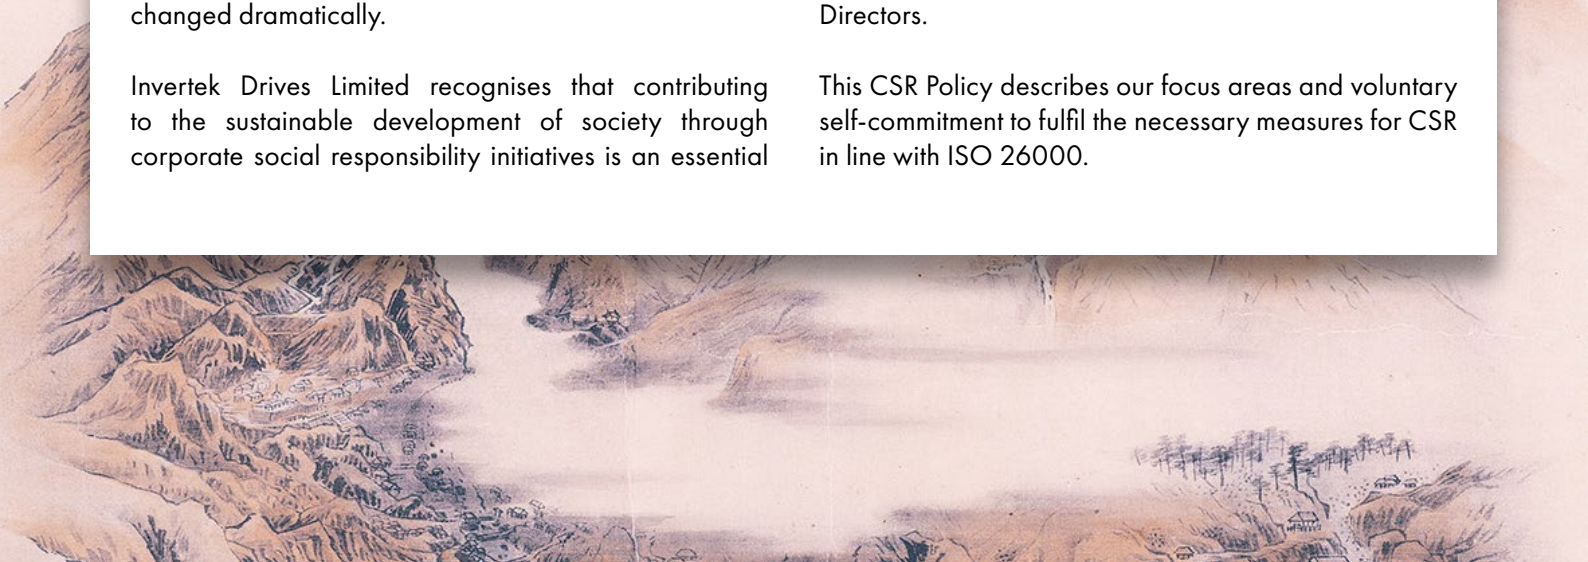 changed dramatically.
Invertek Drives Limited recognises that contributing
to the sustainable development of society through
corporate social responsibility initiatives is an essential
Directors.
This CSR Policy describes our focus areas and voluntary
self-commitment to fulfil the necessary measures for CSR
in line with ISO 26000.